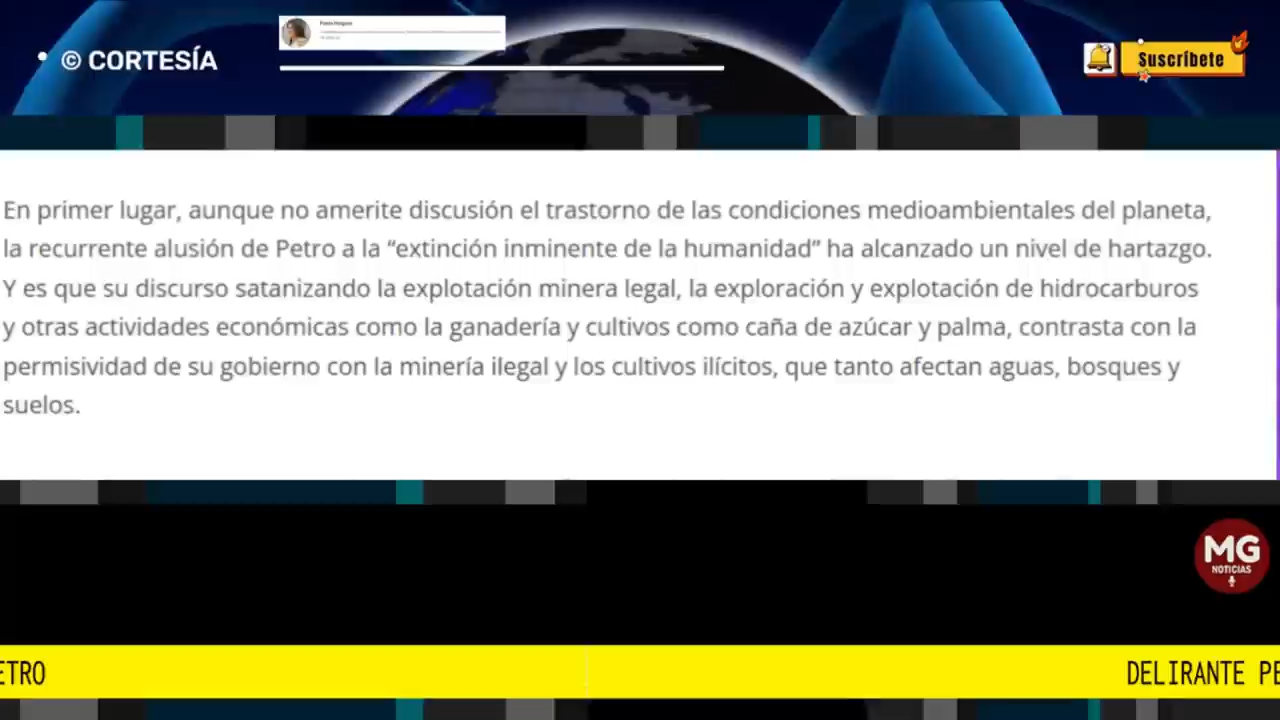 © CORTESÍA
Suscríbete
En primer lugar, aunque no amerite discusión el trastorno de las condiciones medioambientales del planeta,
la recurrente alusión de Petro a la “extinción inminente de la humanidad” ha alcanzado un nivel de hartazgo.
Y es que su discurso satanizando la explotación minera legal, la exploración y explotación de hidrocarburos
y otras actividades económicas como la ganadería y cultivos como caña de azúcar y palma, contrasta con la
permisividad de su gobierno con la minería ilegal y los cultivos ilícitos, que tanto afectan aguas, bosques y
suelos.
MG
NOTICIAS
ETRO
DELIRANTE PE